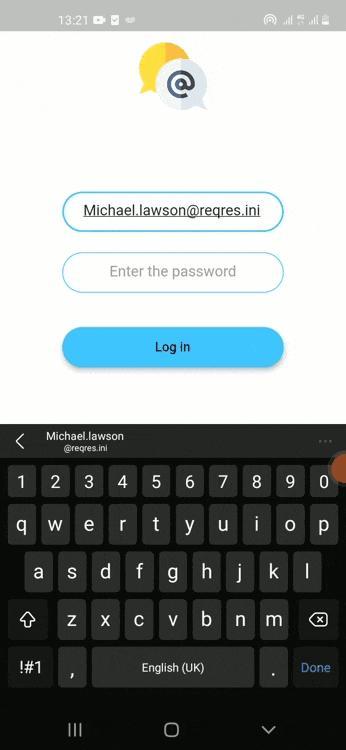 13:21
@
Michael.lawson@reqres.ini
Enter the password
Log in
Michael.lawson
@reqres.ini
1 2 3 4 5 6 7 8 9 0
q w e r t y u i o p
a s d f g h j k l
z x c v b n m
!#1 , English (UK) . Done